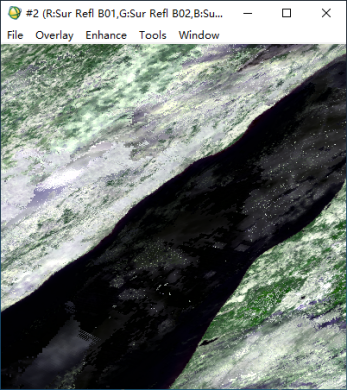 #2 (R:Sur Refl B01,G:Sur Refl B02,B:Su...
File Overlay Enhance Tools Window